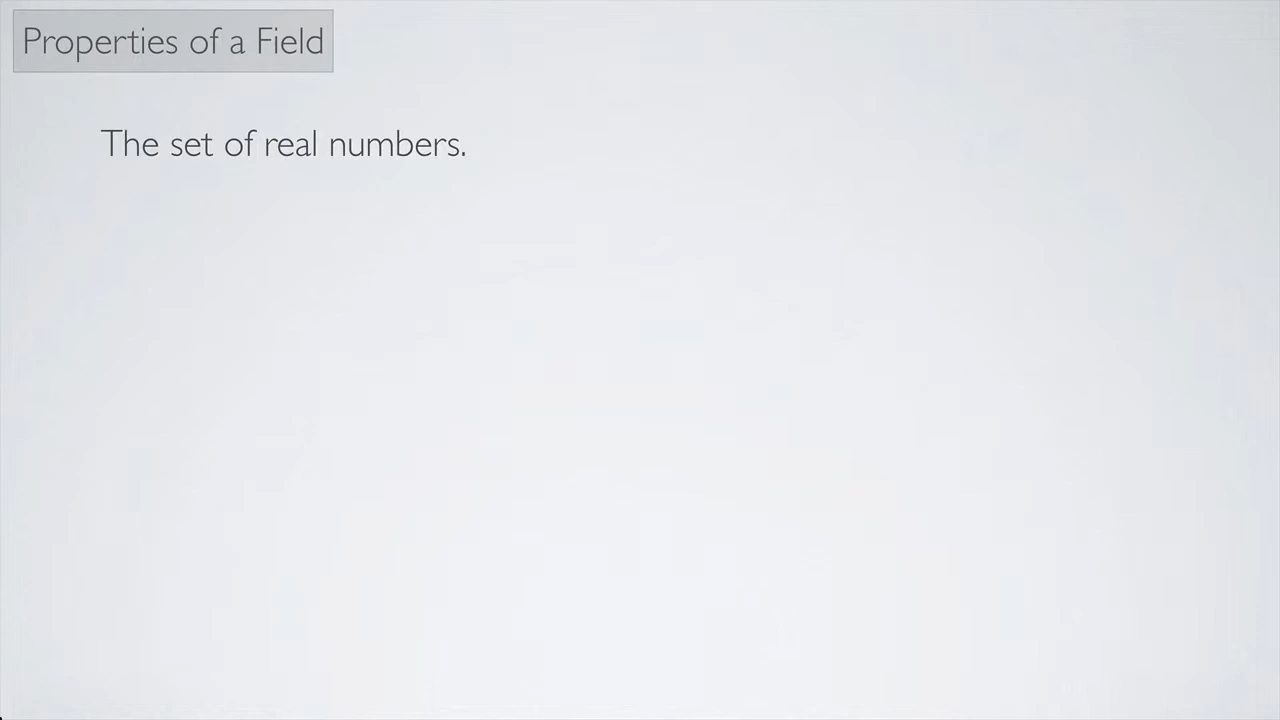 Properties of a Field
The set of real numbers.